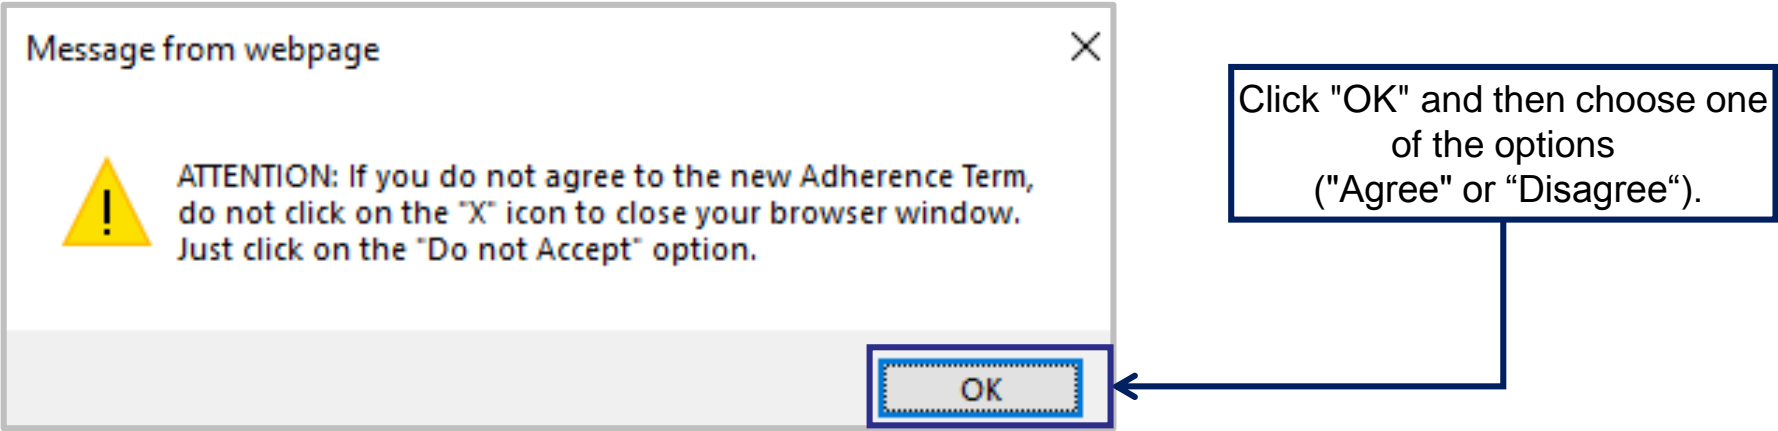 Message from webpage
ATTENTION: If you do not agree to the new Adherence Term,
do not click on the "X" icon to close your browser window.
Just click on the "Do not Accept" option.
OK
Click "OK" and then choose one
of the options
("Agree" or “Disagree“).